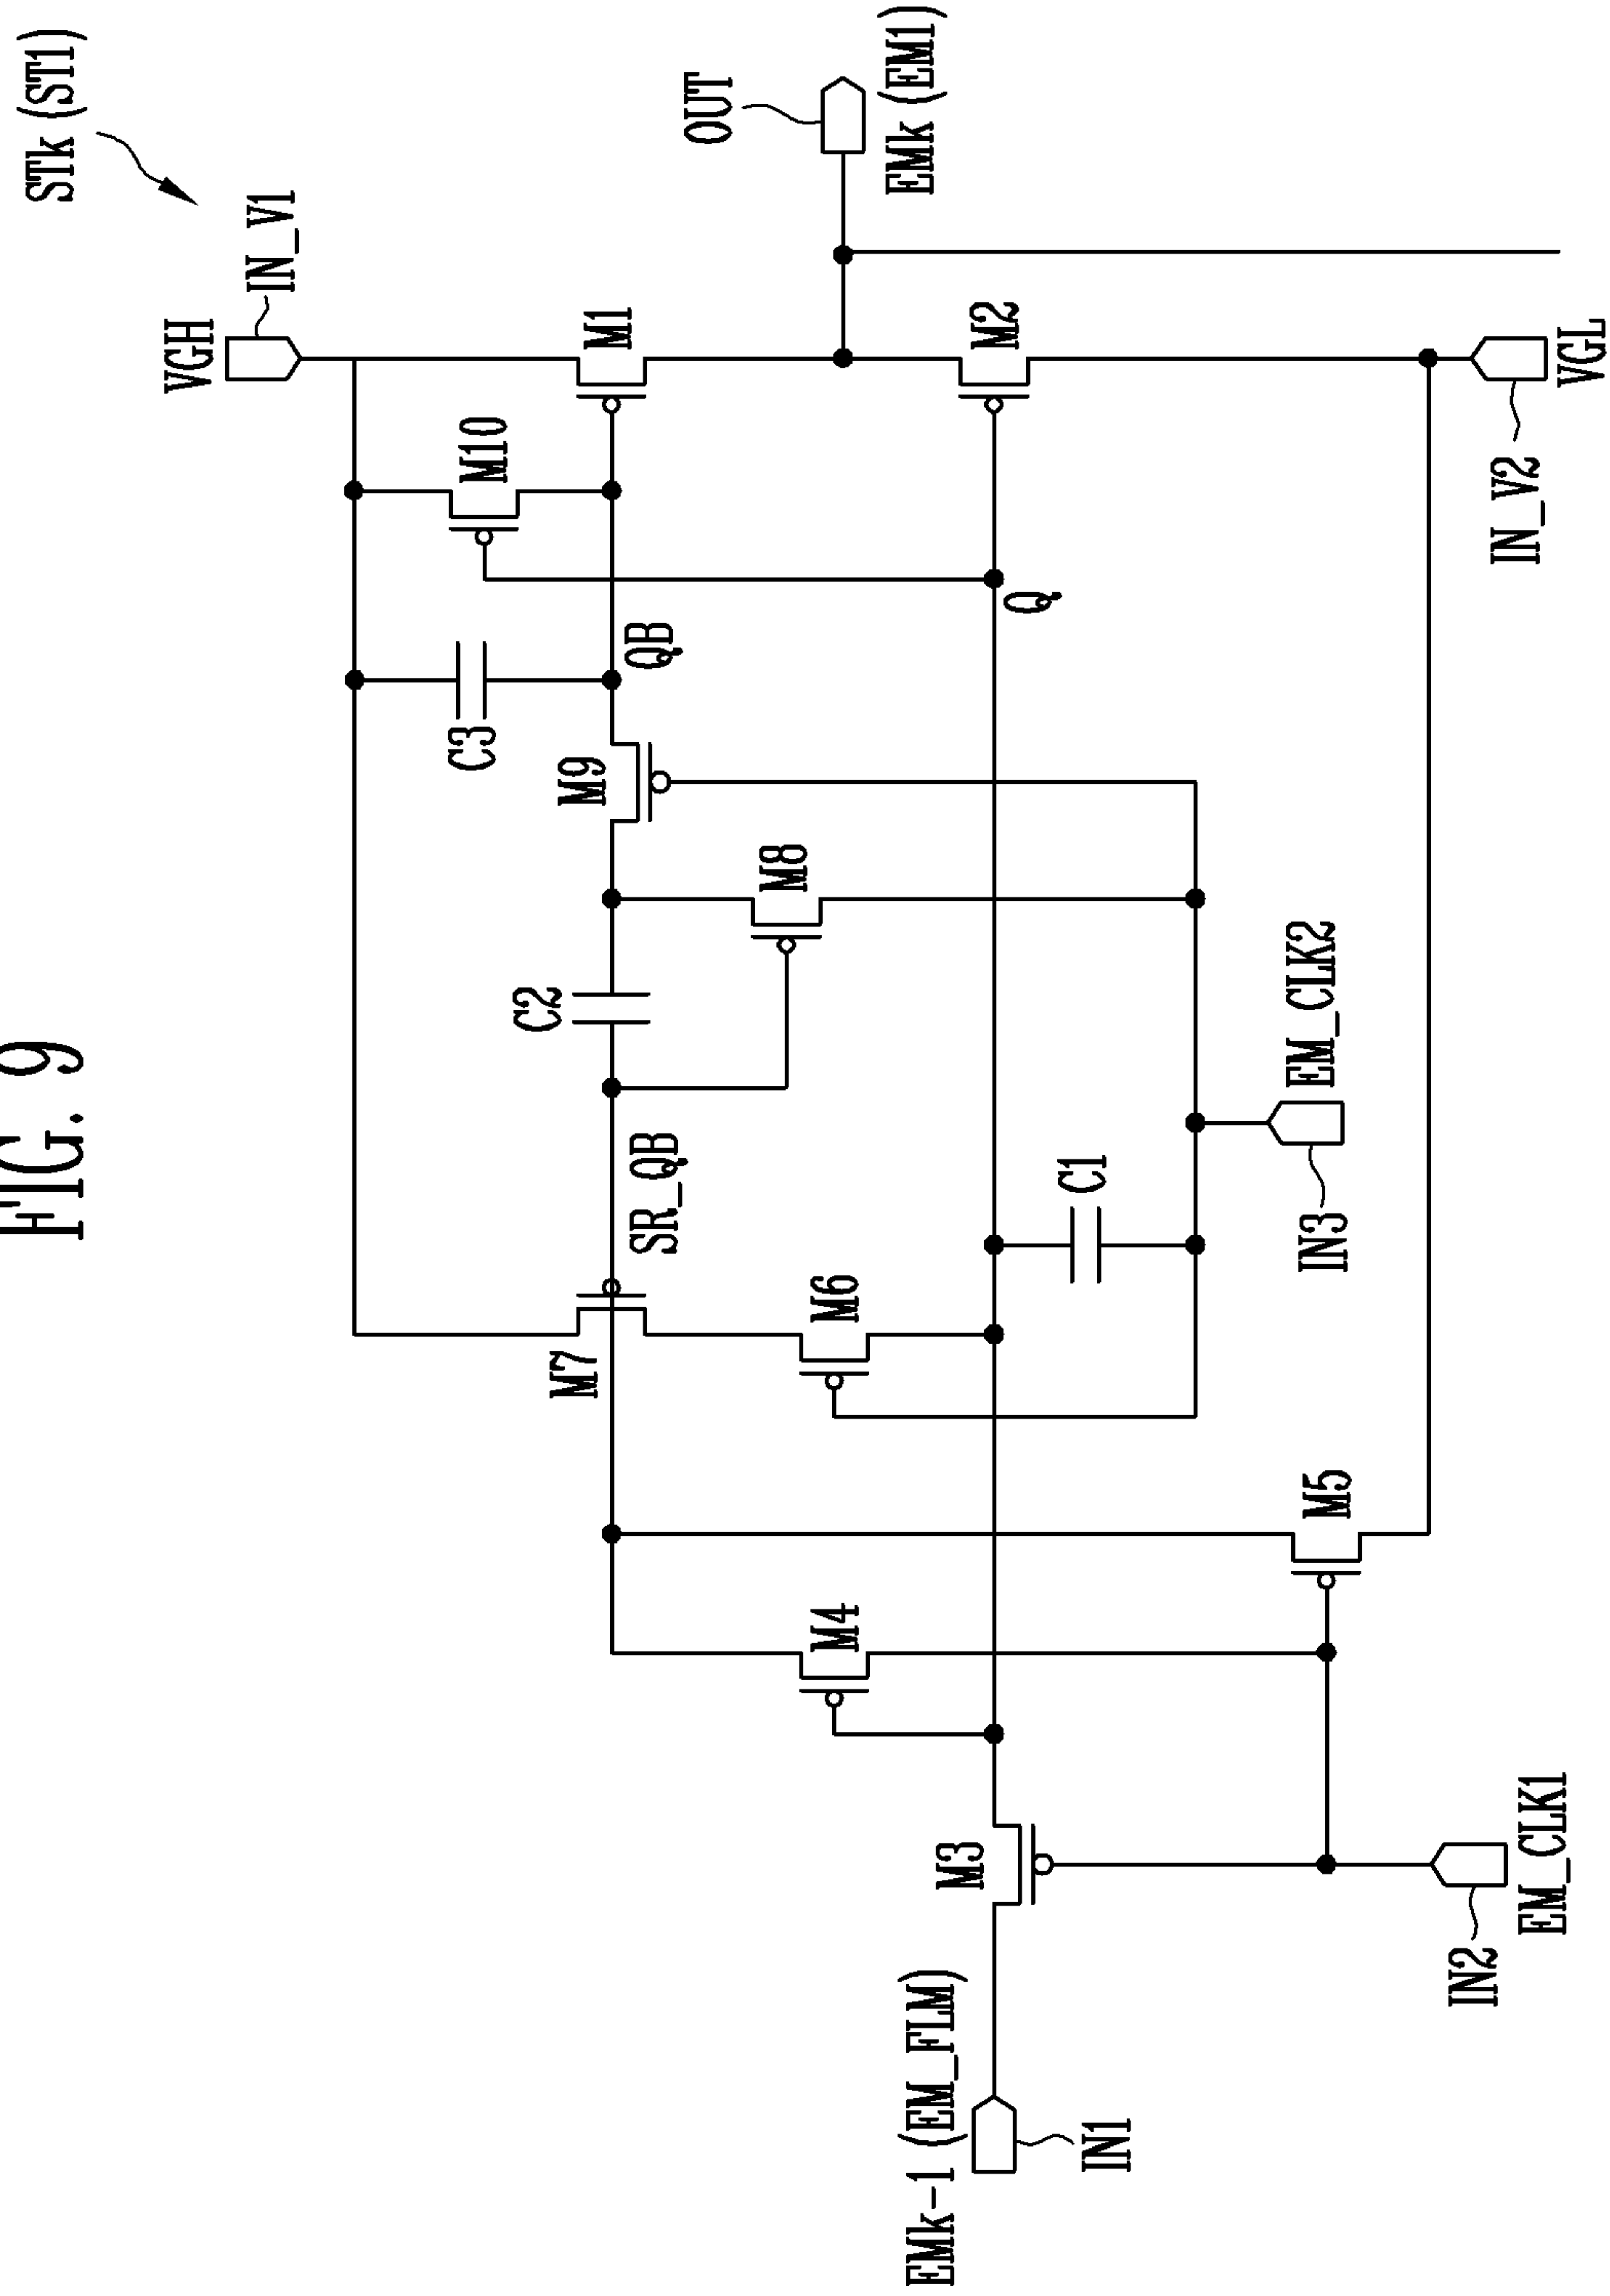 FIG. 9
STk (ST1)
VGH
IN_V1
M10
M1
C3
QB
M9
C2
M8
SR_QB
M7
M6
M4
Q
OUT
EMk (EM1)
M2
EMk-1 (EM_FLM)
IN1
M3
C1
M5
IN3
EM_CLK2
IN2
EM_CLK1
IN_V2
VGL